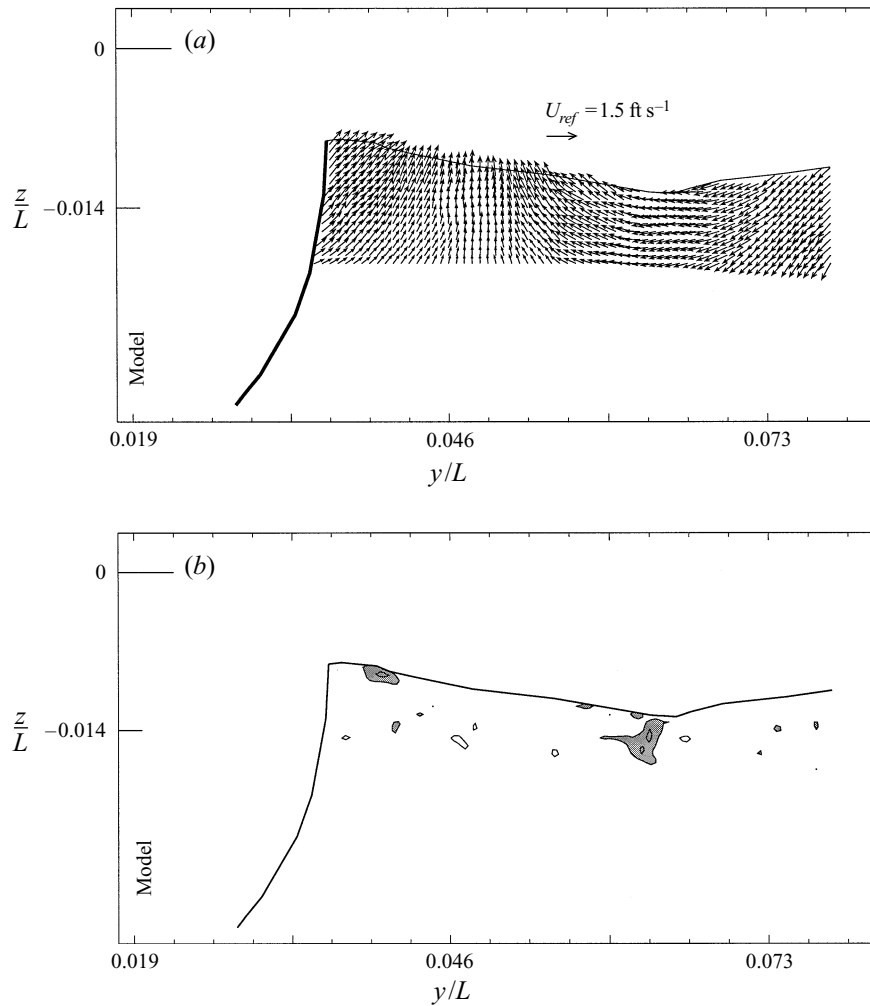 (a)
0
U_ref = 1.5 ft s⁻¹
z/L
−0.014
Model
0.019
0.046
0.073
y/L
(b)
0
z/L
−0.014
Model
0.019
0.046
0.073
y/L